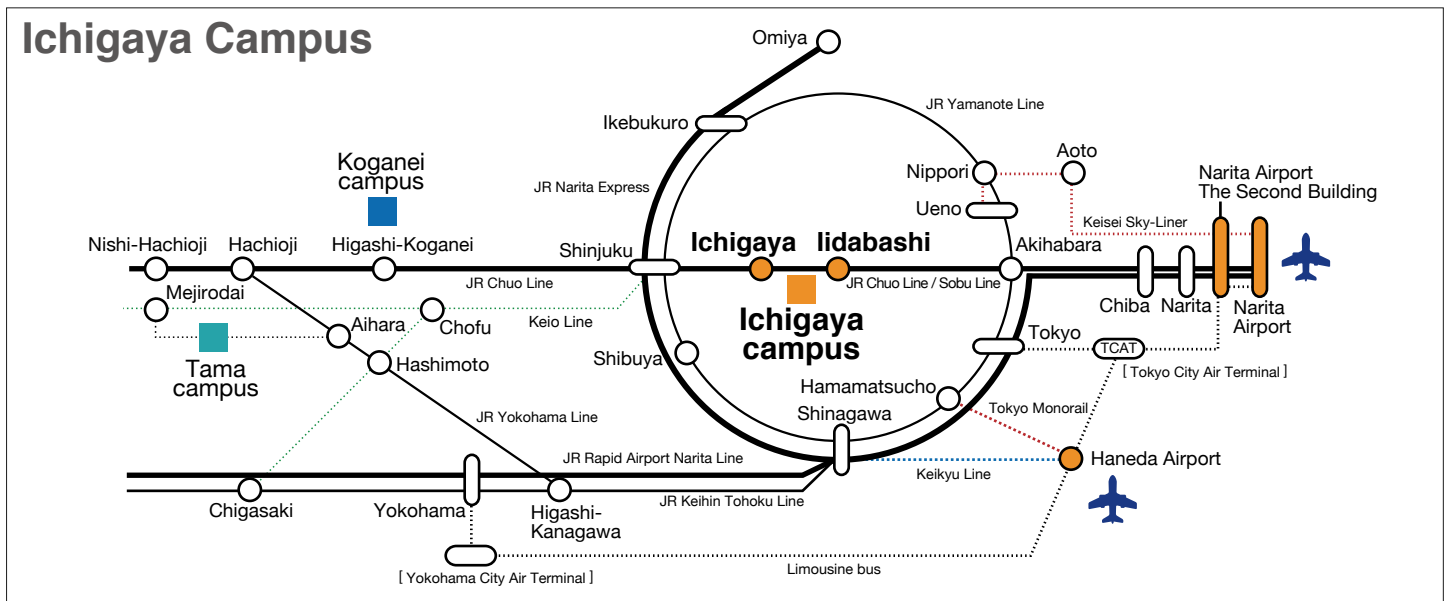 Ichigaya Campus
Omiya
JR Yamanote Line
Ikebukuro
Koganei
campus
JR Narita Express
Nippori
Aoto
Narita Airport
The Second Building
Ueno
Keisei Sky-Liner
Nishi-Hachioji
Hachioji
Higashi-Koganei
Shinjuku
Ichigaya
Iidabashi
Akihabara
JR Chuo Line
JR Chuo Line / Sobu Line
Mejirodai
Chofu
Keio Line
Ichigaya
campus
Chiba
Narita
Narita
Airport
Aihara
Tama
campus
Hashimoto
Shibuya
Tokyo
TCAT
[ Tokyo City Air Terminal ]
Hamamatsucho
Tokyo Monorail
Shinagawa
JR Yokohama Line
JR Rapid Airport Narita Line
Keikyu Line
Haneda Airport
Chigasaki
Yokohama
Higashi-
Kanagawa
JR Keihin Tohoku Line
[ Yokohama City Air Terminal ]
Limousine bus